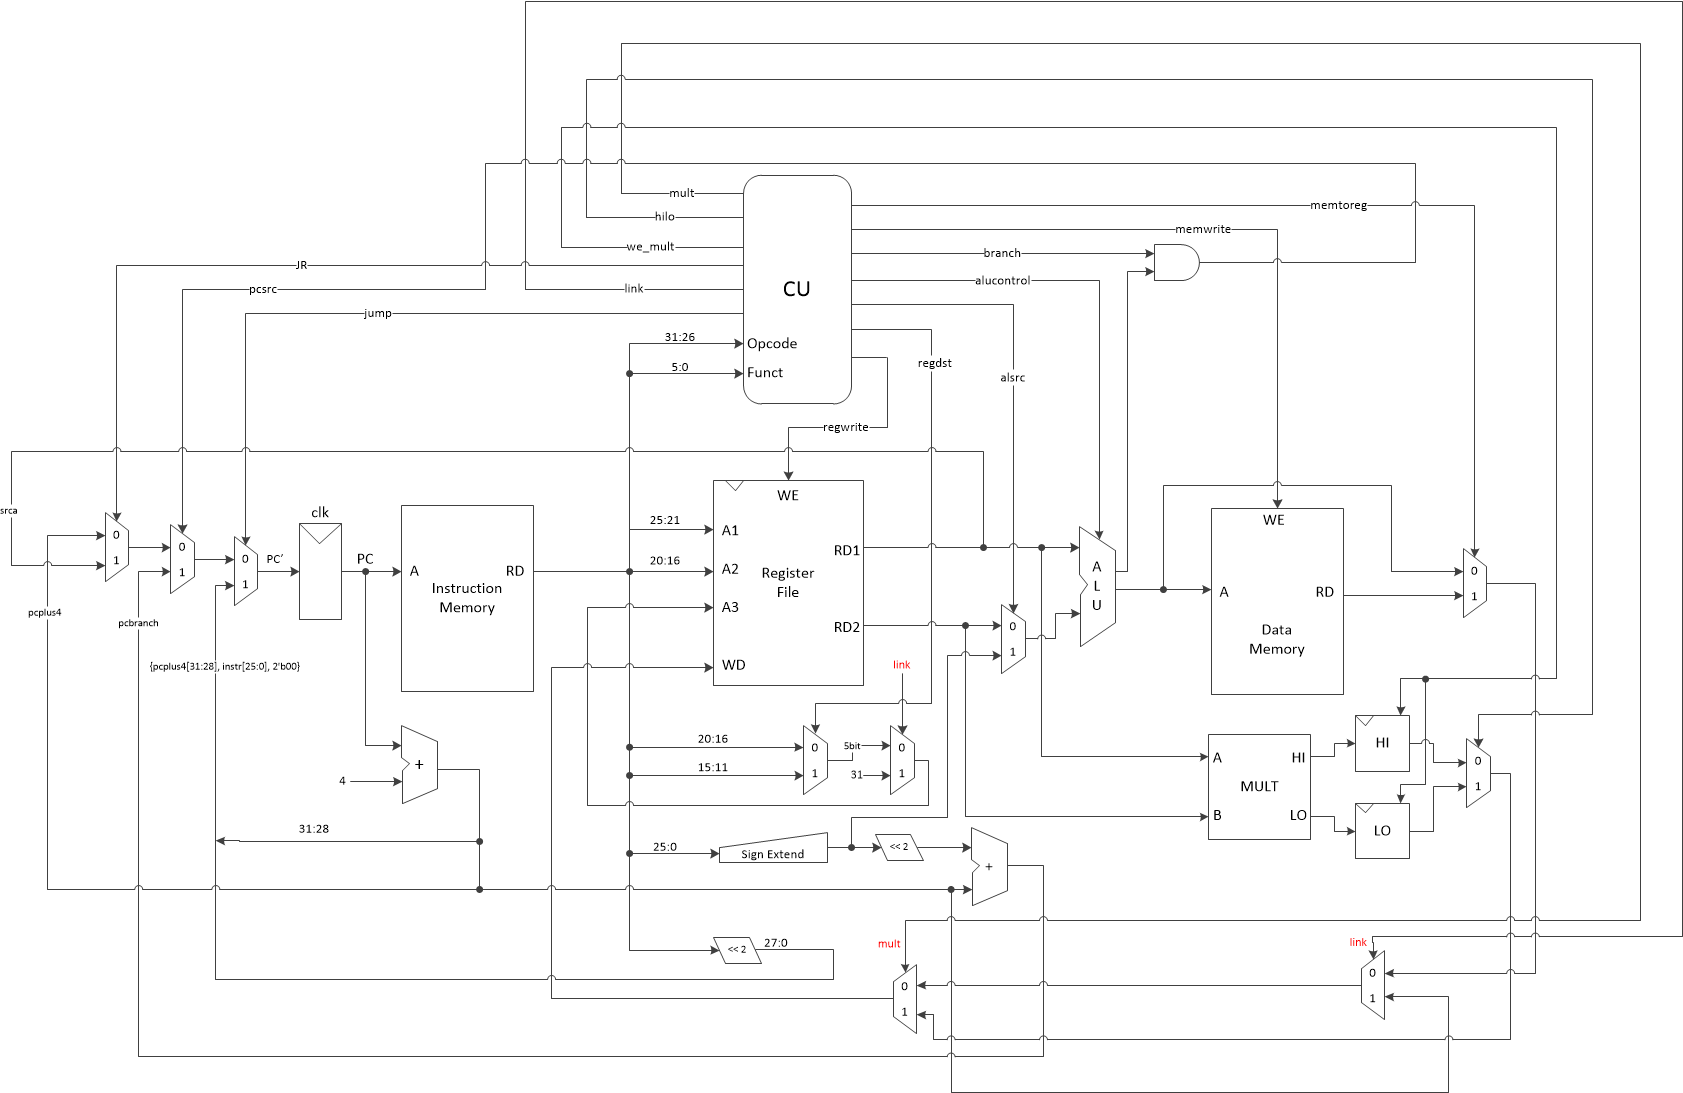 mult
hilo
we_mult
JR
link
pcsrc
jump
CU
31:26
Opcode
5:0
Funct
memtoreg
memwrite
branch
alucontrol
regdst
alsrc
regwrite
srca
0
1
pcplus4
0
1
pcbranch
0
1
PC'
{pcplus4[31:28], instr[25:0], 2'b00}
clk
PC
A
RD
Instruction
Memory
25:21
20:16
WE
A1
A2
A3
WD
Register
File
RD1
RD2
link
0
1
A
L
U
WE
A
RD
Data
Memory
0
1
20:16
15:11
0
1
5bit
31
0
1
4
+
31:28
25:0
Sign Extend
<< 2
+
A
B
MULT
HI
LO
HI
LO
0
1
<< 2
27:0
mult
0
1
link
0
1